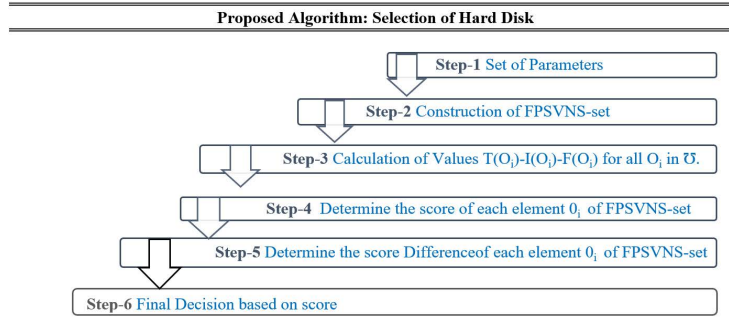 Proposed Algorithm: Selection of Hard Disk
Step-1 Set of Parameters
Step-2 Construction of FPSVNS-set
Step-3 Calculation of Values T(Oᵢ)-I(Oᵢ)-F(Oᵢ) for all Oᵢ in ℧.
Step-4 Determine the score of each element 0ᵢ of FPSVNS-set
Step-5 Determine the score Differenceof each element 0ᵢ of FPSVNS-set
Step-6 Final Decision based on score